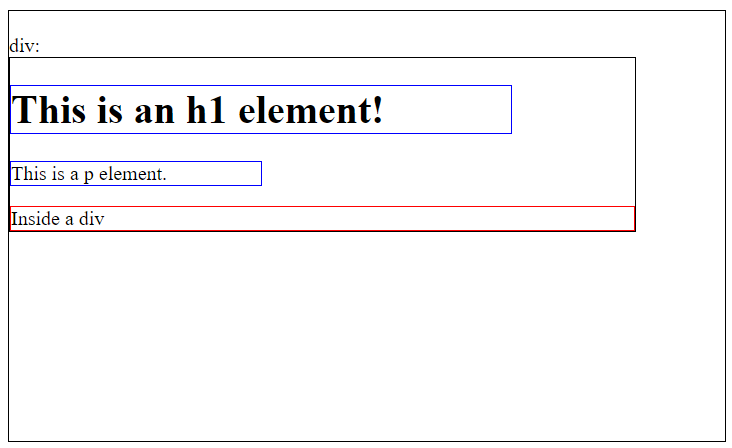 div:
This is an h1 element!
This is a p element.
Inside a div